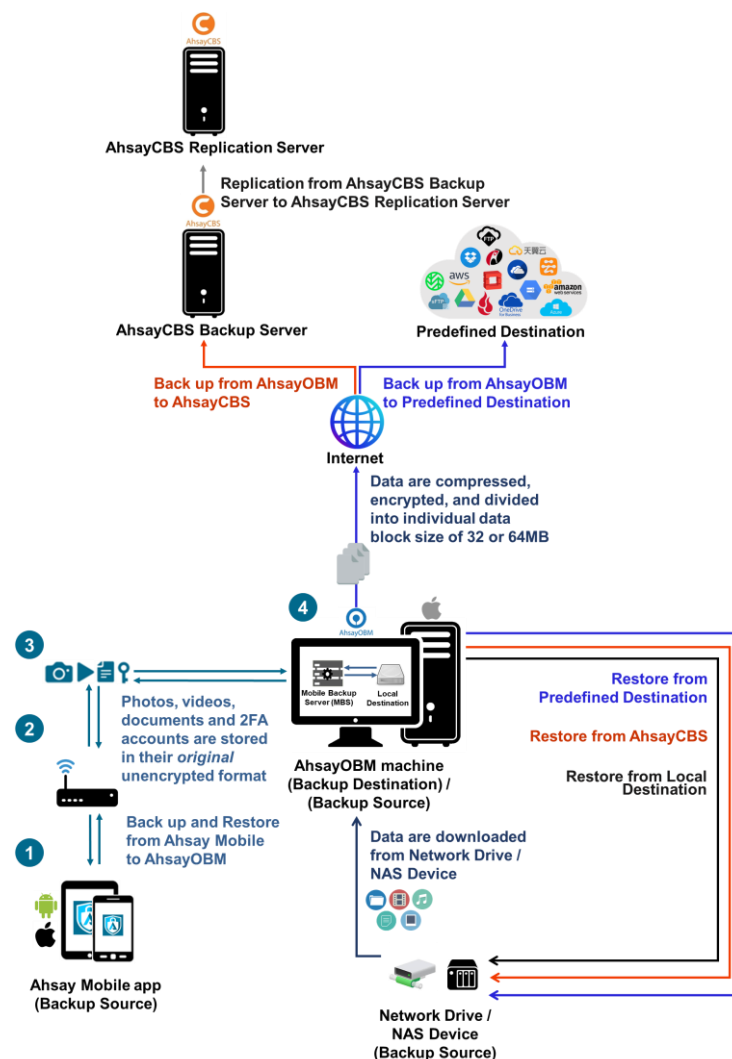 AhsayCBS
AhsayCBS Replication Server
Replication from AhsayCBS Backup
Server to AhsayCBS Replication Server
AhsayCBS
AhsayCBS Backup Server
FTP
天翼云
aws
amazon
web services
SFTP
OneDrive
for Business
Azure
Predefined Destination
Back up from AhsayOBM
to AhsayCBS
Back up from AhsayOBM
to Predefined Destination
Internet
Data are compressed,
encrypted, and divided
into individual data
block size of 32 or 64MB
4
AhsayOBM
Mobile Backup
Server (MBS)
Local
Destination
3
Photos, videos,
documents and 2FA
accounts are stored
in their original
unencrypted format
2
AhsayOBM machine
(Backup Destination) /
(Backup Source)
Restore from
Predefined Destination
Restore from AhsayCBS
Restore from Local
Destination
Back up and Restore
from Ahsay Mobile
to AhsayOBM
1
Data are downloaded
from Network Drive /
NAS Device
Ahsay Mobile app
(Backup Source)
Network Drive /
NAS Device
(Backup Source)